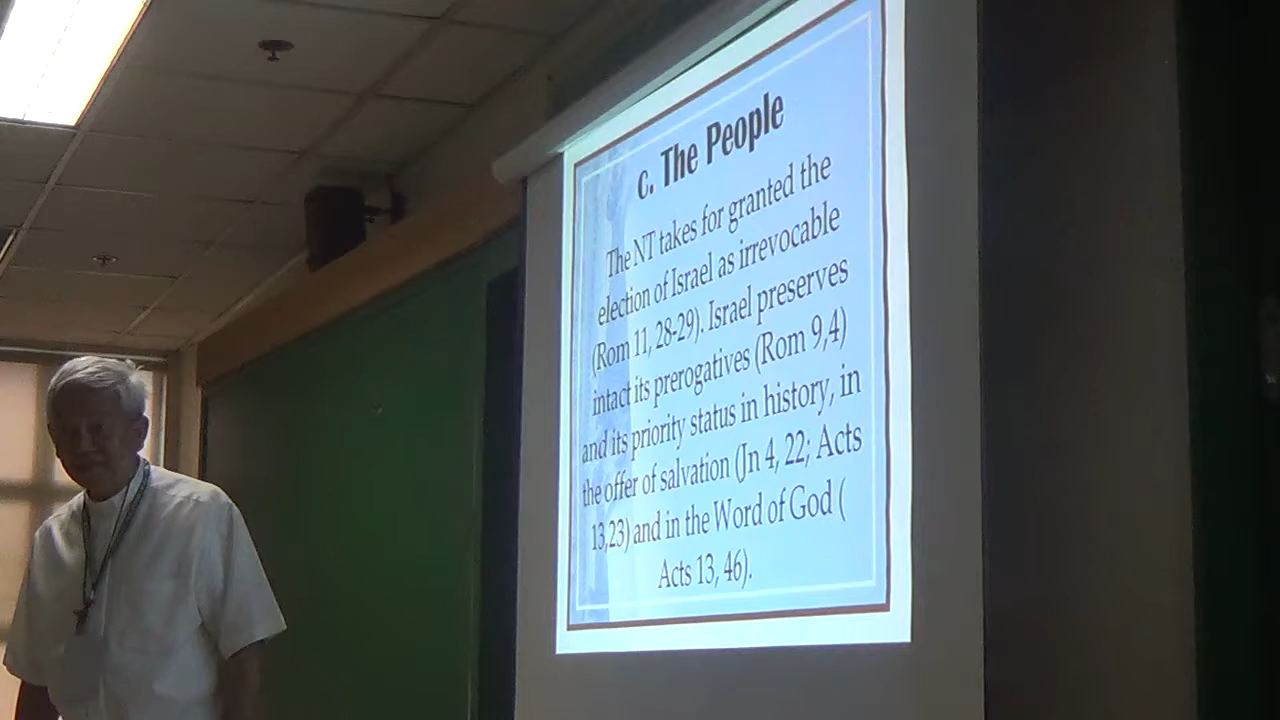 c. The People
The NT takes for granted the
election of Israel as irrevocable
(Rom 11, 28-29). Israel preserves
intact its prerogatives (Rom 9,4)
and its priority status in history, in
the offer of salvation (Jn 4, 22; Acts
13,23) and in the Word of God (
Acts 13, 46).